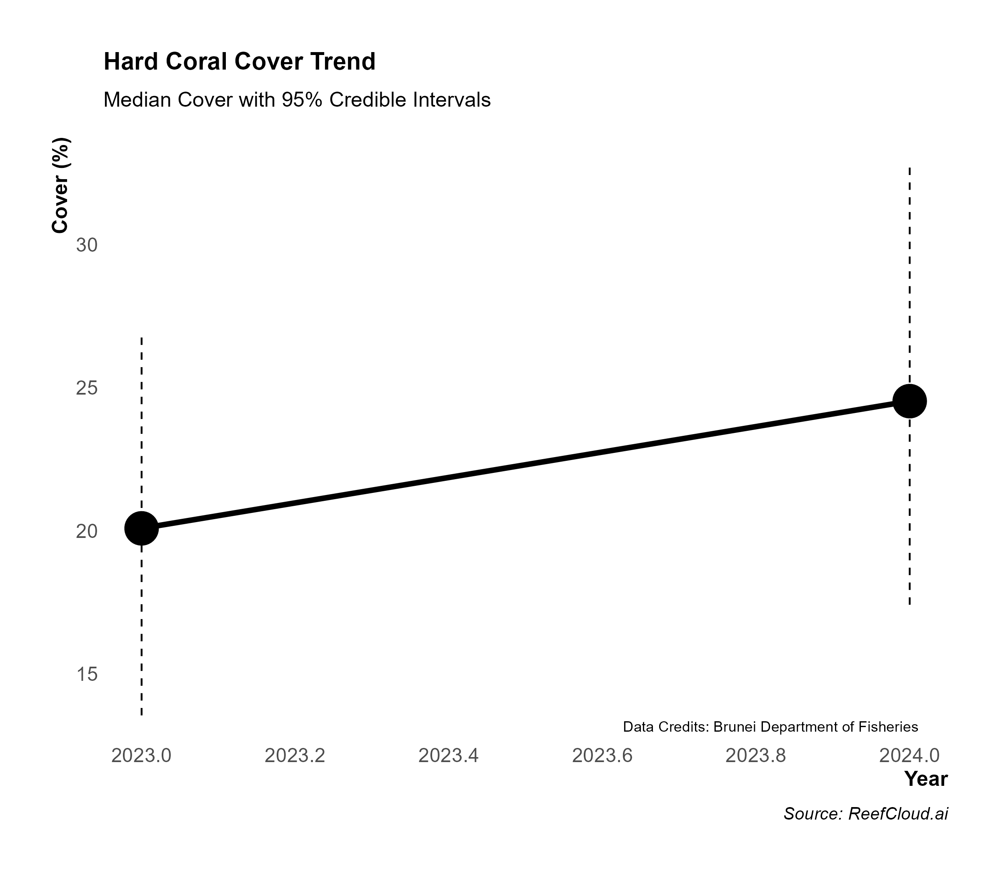 Hard Coral Cover Trend
Median Cover with 95% Credible Intervals
Cover (%)
30
25
20
15
Data Credits: Brunei Department of Fisheries
2023.0 2023.2 2023.4 2023.6 2023.8 2024.0
Year
Source: ReefCloud.ai